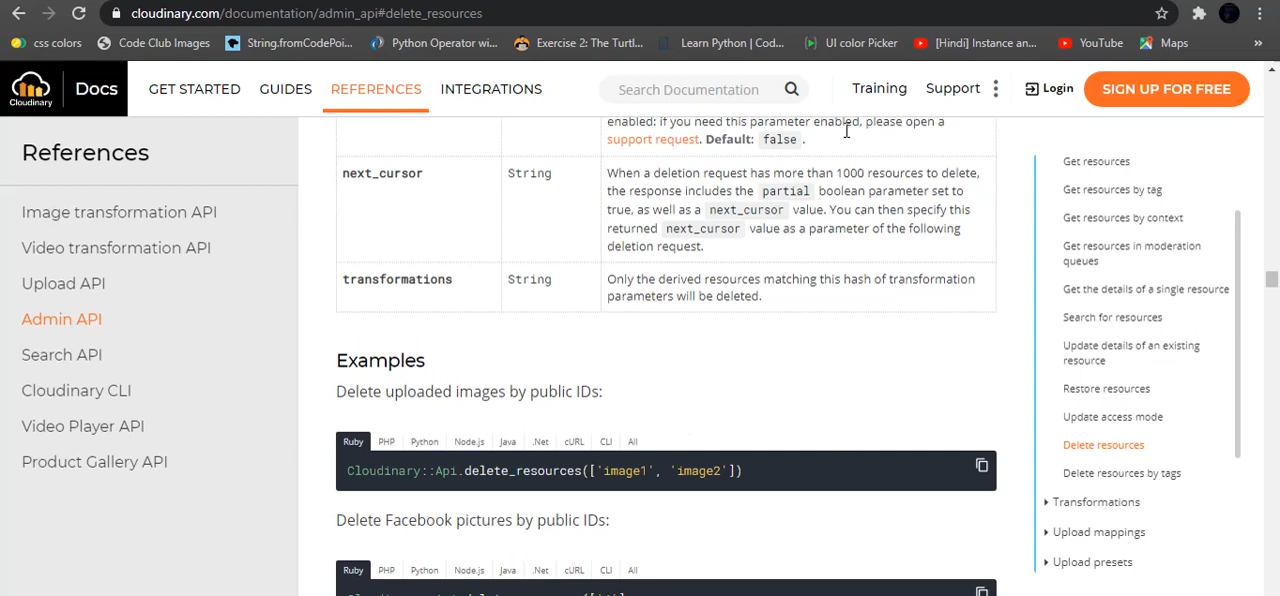 cloudinary.com/documentation/admin_api#delete_resources
css colors Code Club Images String.fromCodePoi... Python Operator wi... Exercise 2: The Turtl... Learn Python | Cod... UI color Picker [Hindi] Instance an... YouTube Maps »
Cloudinary Docs GET STARTED GUIDES REFERENCES INTEGRATIONS Search Documentation Training Support Login SIGN UP FOR FREE
References
Image transformation API
Video transformation API
Upload API
Admin API
Search API
Cloudinary CLI
Video Player API
Product Gallery API
enabled: if you need this parameter enabled, please open a
support request. Default: false .
next_cursor String When a deletion request has more than 1000 resources to delete,
the response includes the partial boolean parameter set to
true, as well as a next_cursor value. You can then specify this
returned next_cursor value as a parameter of the following
deletion request.
transformations String Only the derived resources matching this hash of transformation
parameters will be deleted.
Examples
Delete uploaded images by public IDs:
Ruby PHP Python Node.js Java .Net cURL CLI All
Cloudinary::Api.delete_resources(['image1', 'image2'])
Delete Facebook pictures by public IDs:
Ruby PHP Python Node.js Java .Net cURL CLI All
Get resources
Get resources by tag
Get resources by context
Get resources in moderation
queues
Get the details of a single resource
Search for resources
Update details of an existing
resource
Restore resources
Update access mode
Delete resources
Delete resources by tags
Transformations
Upload mappings
Upload presets